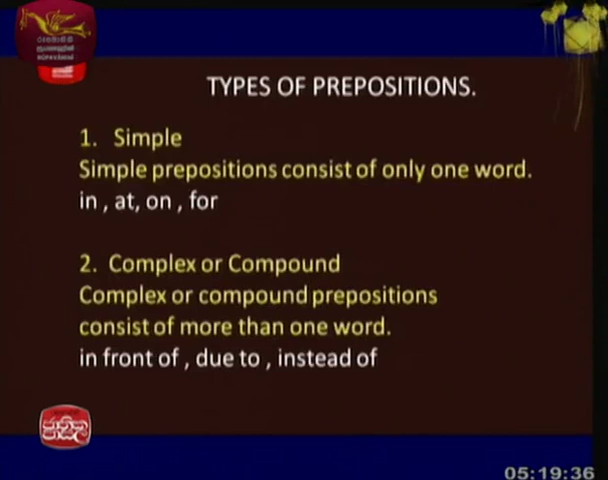 TYPES OF PREPOSITIONS.
1. Simple
Simple prepositions consist of only one word.
in , at, on , for
2. Complex or Compound
Complex or compound prepositions
consist of more than one word.
in front of , due to , instead of
05:19:36